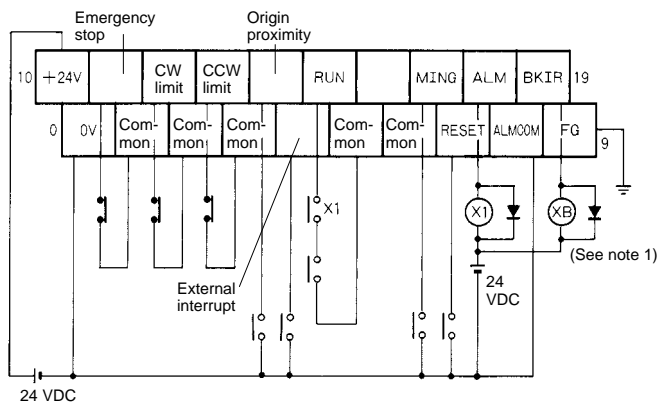 Emergency
stop
Origin
proximity
10
+24V
CW
limit
CCW
limit
RUN
MING
ALM
BKIR
19
0
0V
Com-
mon
Com-
mon
Com-
mon
Com-
mon
Com-
mon
RESET
ALMCOM
FG
9
X1
X1
XB
(See note 1)
External
interrupt
24
VDC
24 VDC